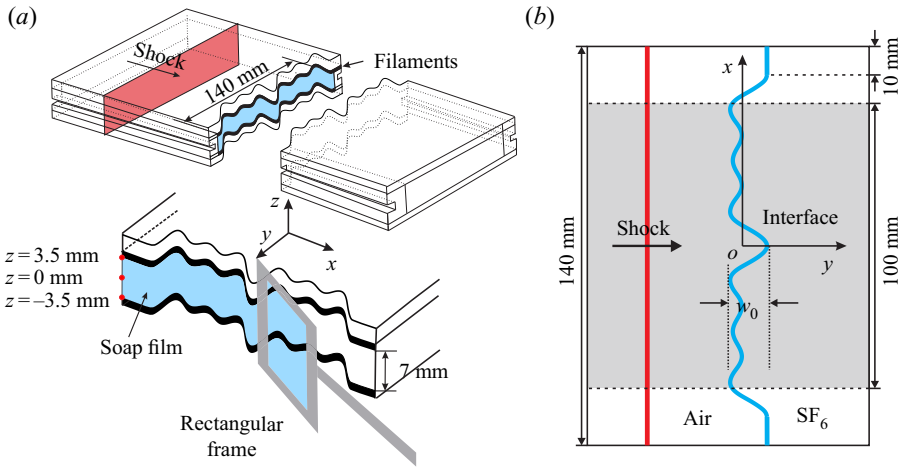 (a)
Shock
140 mm
Filaments
z
y
x
z = 3.5 mm
z = 0 mm
z = –3.5 mm
Soap film
7 mm
Rectangular
frame
(b)
x
10 mm
140 mm
Shock
Interface
o
y
w0
100 mm
Air
SF6